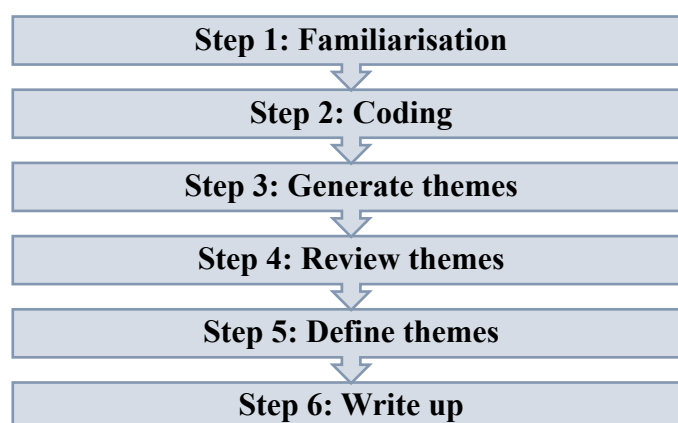 Step 1: Familiarisation
Step 2: Coding
Step 3: Generate themes
Step 4: Review themes
Step 5: Define themes
Step 6: Write up